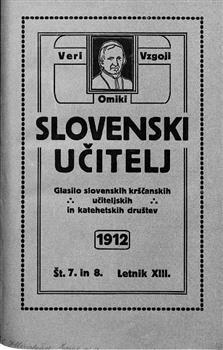 Veri Vzgoji
Omiki
SLOVENSKI
UČITELJ
Glasilo slovenskih krščanskih
učiteljskih
in katehetskih društev
1912
Št. 7. in 8. Letnik XIII.